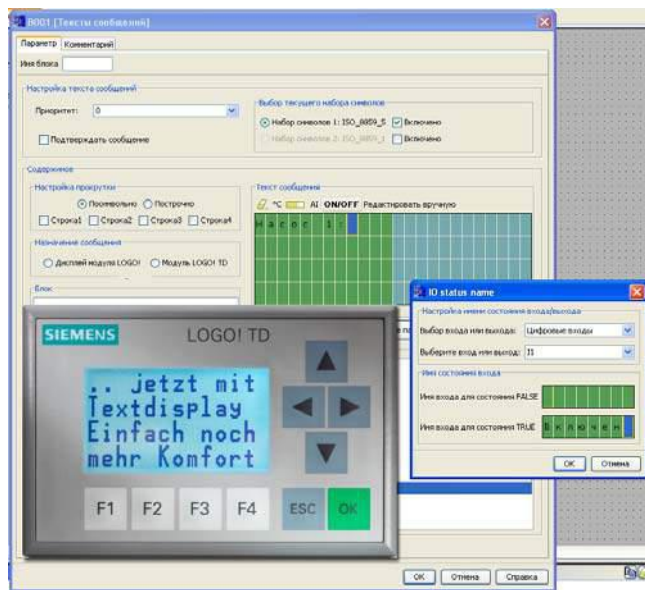 B001 [Тексты сообщений]
Параметр Комментарий
Имя блока
Настройка текста сообщений
Приоритет: 0
Подтверждать сообщение
Выбор текущего набора символов
Набор символов 1: ISO_8859_5 Включено
Набор символов 2: ISO_8859_1 Включено
Содержимое
Настройка прокрутки
Посимвольно Построчно
Строка1 Строка2 Строка3 Строка4
Назначение сообщения
Дисплей модуля LOGO! Модуль LOGO! TD
Блок
Текст сообщения
°C AI ON/OFF Редактировать вручную
Насос 1:
IO status name
Настройка имени состояния входа/выхода
Выбор входа или выхода: Цифровые входы
Выберите вход или выход: I1
Имя состояния входа
Имя входа для состояния FALSE
Имя входа для состояния TRUE Включен
OK Отмена
SIEMENS LOGO! TD
.. jetzt mit
Textdisplay
Einfach noch
mehr Komfort
F1 F2 F3 F4 ESC OK
OK Отмена Справка